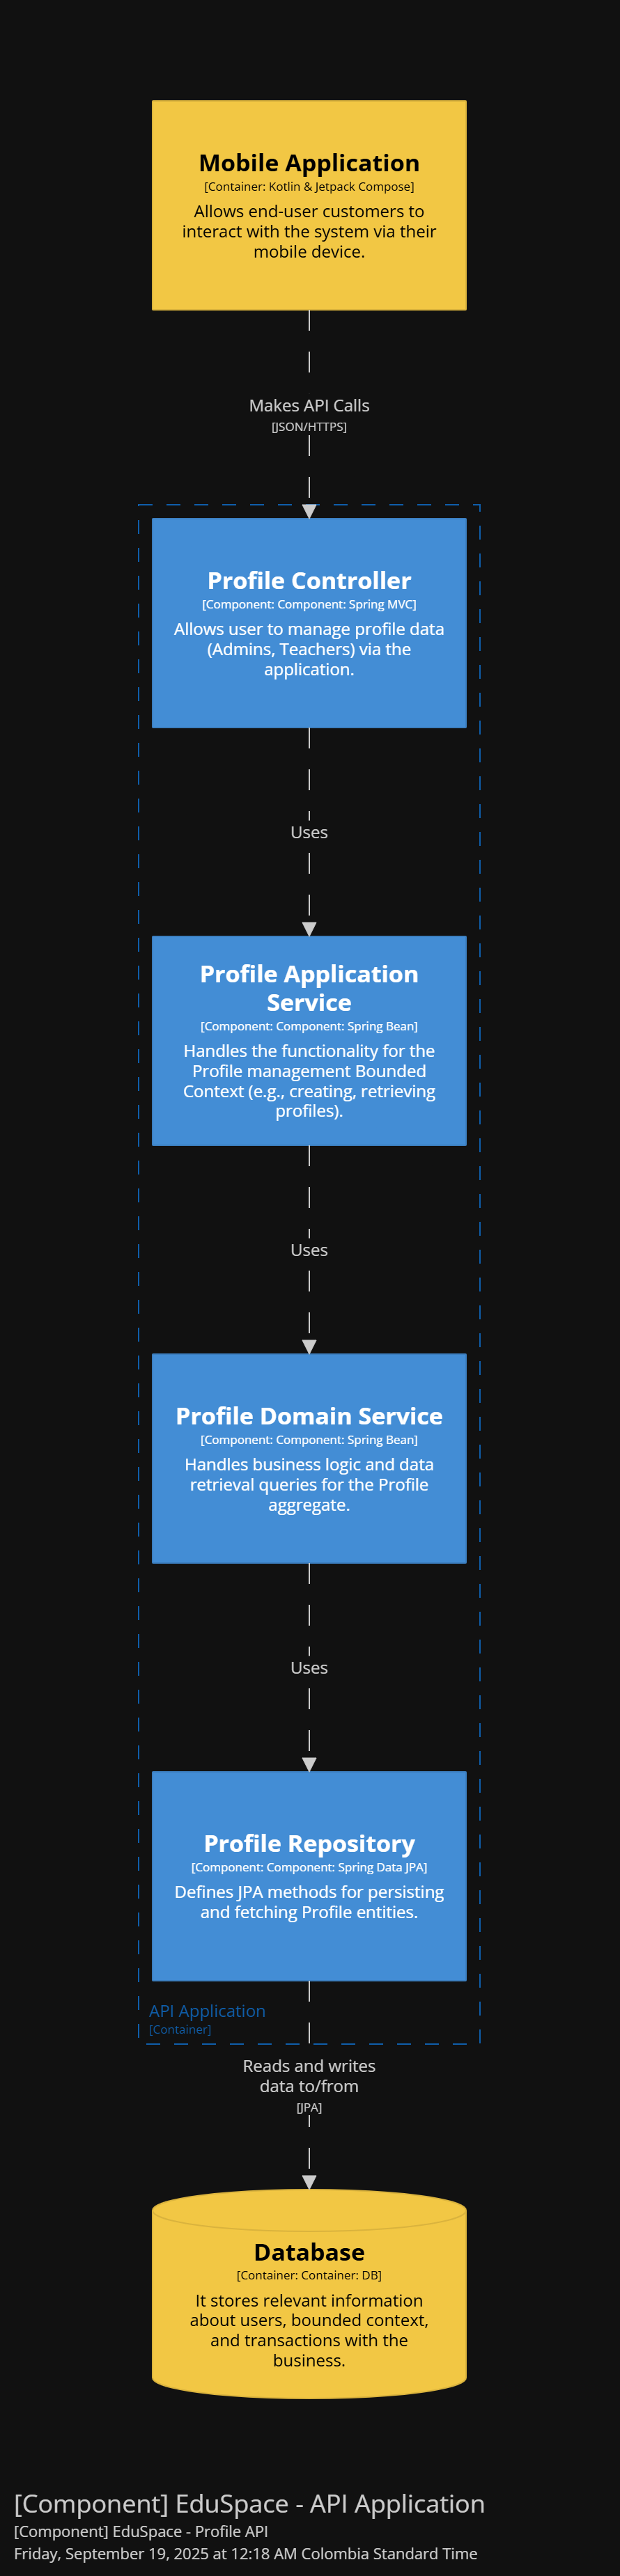 Mobile Application
[Container: Kotlin & Jetpack Compose]
Allows end-user customers to
interact with the system via their
mobile device.
Makes API Calls
[JSON/HTTPS]
Profile Controller
[Component: Component: Spring MVC]
Allows user to manage profile data
(Admins, Teachers) via the
application.
Uses
Profile Application
Service
[Component: Component: Spring Bean]
Handles the functionality for the
Profile management Bounded
Context (e.g., creating, retrieving
profiles).
Uses
Profile Domain Service
[Component: Component: Spring Bean]
Handles business logic and data
retrieval queries for the Profile
aggregate.
Uses
Profile Repository
[Component: Component: Spring Data JPA]
Defines JPA methods for persisting
and fetching Profile entities.
API Application
[Container]
Reads and writes
data to/from
[JPA]
Database
[Container: Container: DB]
It stores relevant information
about users, bounded context,
and transactions with the
business.
[Component] EduSpace - API Application
[Component] EduSpace - Profile API
Friday, September 19, 2025 at 12:18 AM Colombia Standard Time